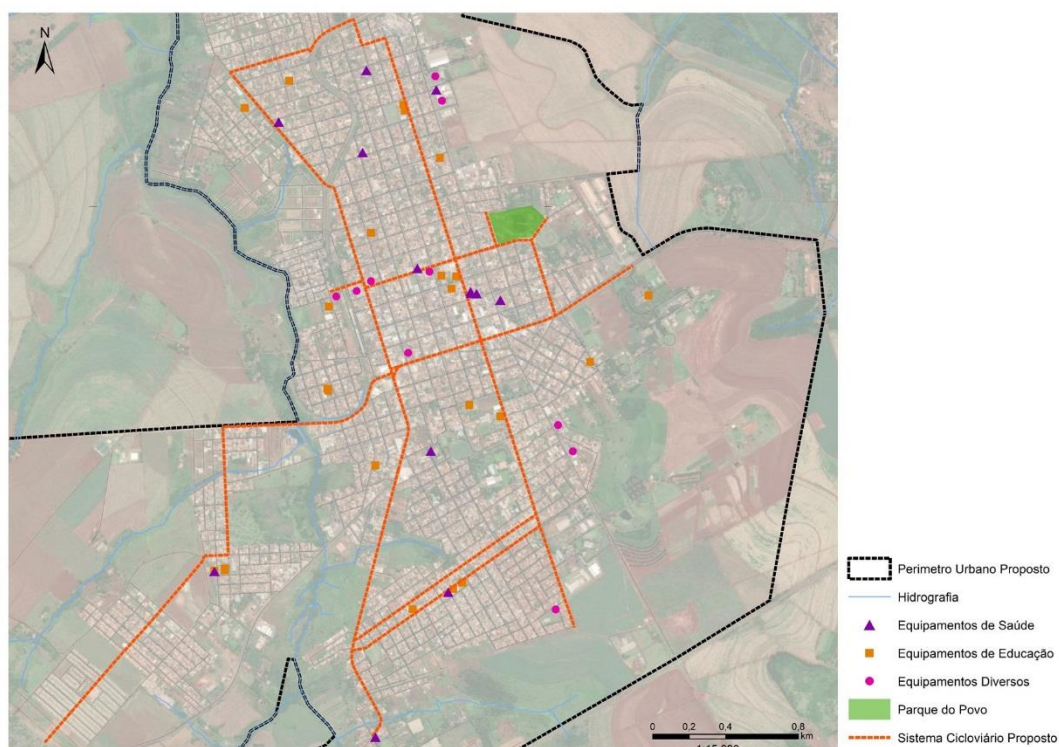 N
Perimetro Urbano Proposto
Hidrografia
Equipamentos de Saúde
Equipamentos de Educação
Equipamentos Diversos
Parque do Povo
Sistema Cicloviário Proposto
0 0,2 0,4 0,8
km